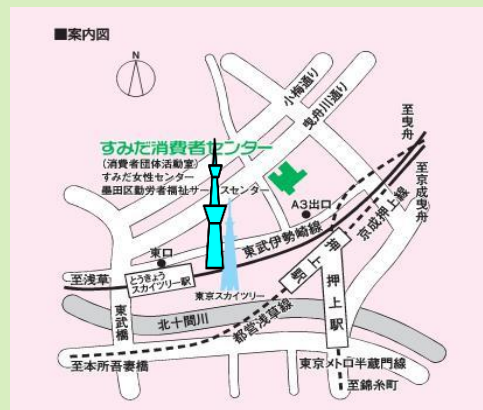 ■案内図
N
小梅通り
曳舟川通り
至曳舟
至京成曳舟
すみだ消費者センター
(消費者団体活動室)
すみだ女性センター
墨田区勤労者福祉サービスセンター
A3出口
京成押上線
東武伊勢崎線
東口
押上駅
押上駅
至浅草
とうきょう
スカイツリー駅
東京スカイツリー
東武橋
北十間川
都営浅草線
至本所吾妻橋
東京メトロ半蔵門線
至錦糸町